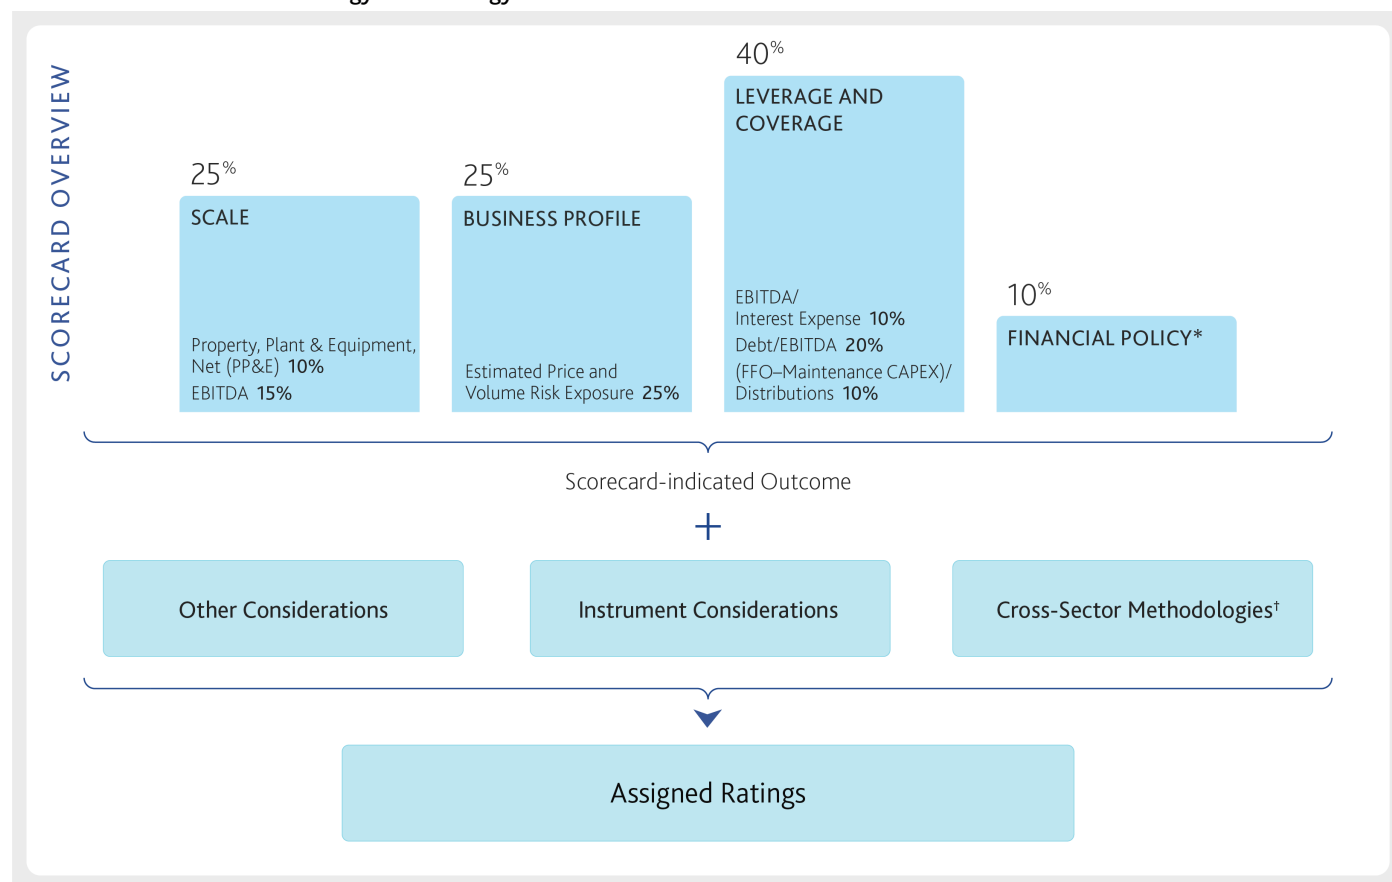 SCORECARD OVERVIEW
25%
SCALE
Property, Plant & Equipment,
Net (PP&E) 10%
EBITDA 15%
25%
BUSINESS PROFILE
Estimated Price and
Volume Risk Exposure 25%
40%
LEVERAGE AND
COVERAGE
EBITDA/
Interest Expense 10%
Debt/EBITDA 20%
(FFO–Maintenance CAPEX)/
Distributions 10%
10%
FINANCIAL POLICY*
Scorecard-indicated Outcome
+
Other Considerations
Instrument Considerations
Cross-Sector Methodologies†
Assigned Ratings